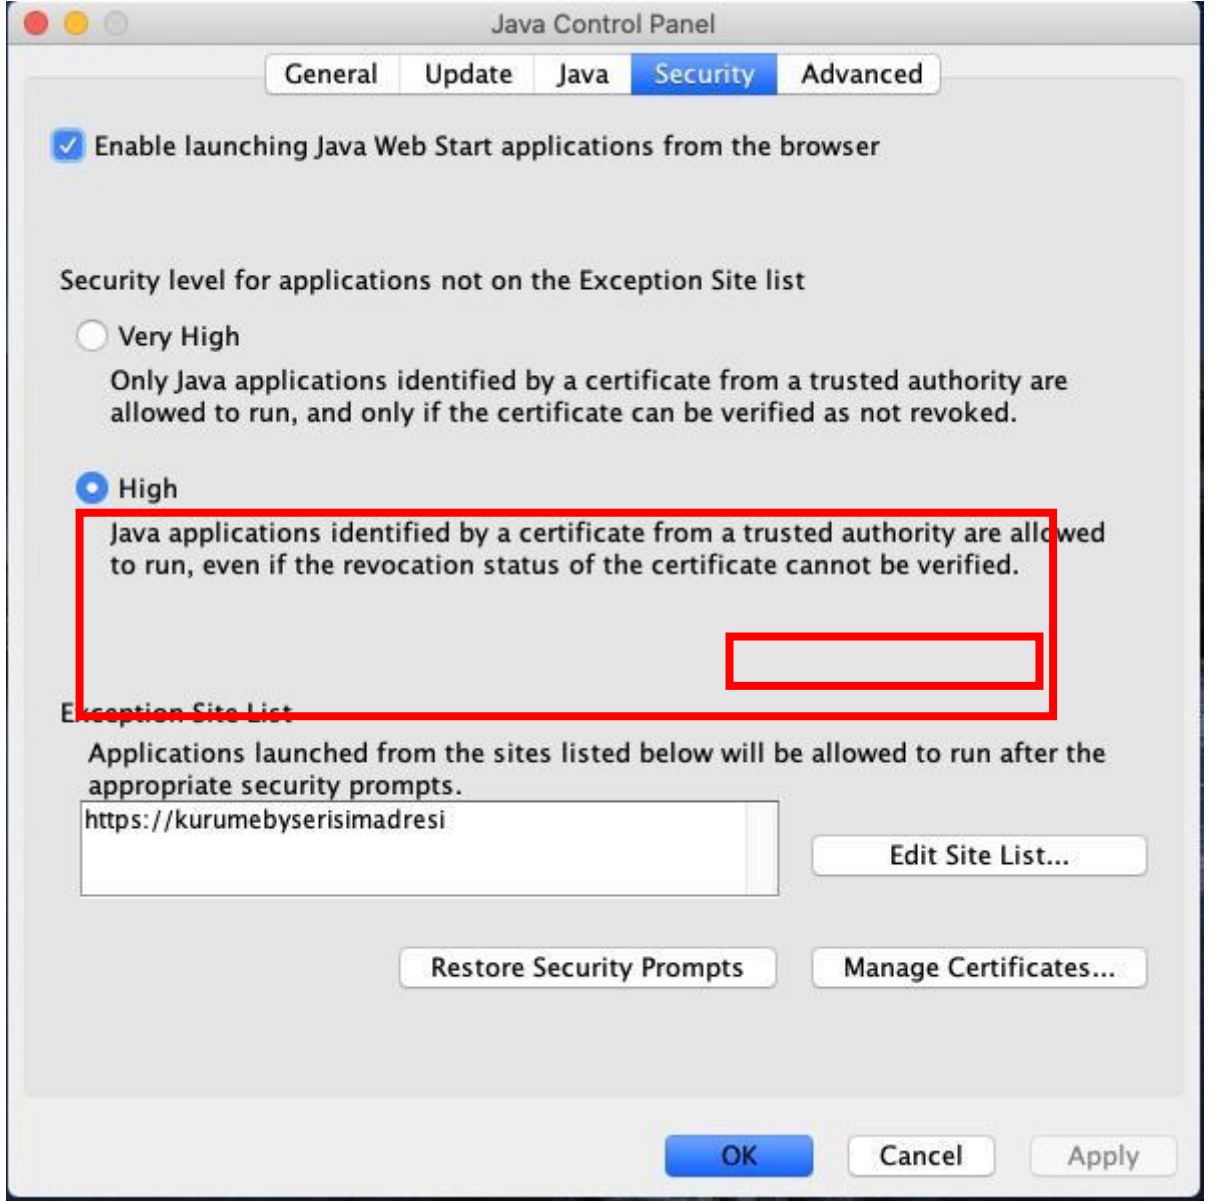 Java Control Panel
General Update Java Security Advanced
Enable launching Java Web Start applications from the browser
Security level for applications not on the Exception Site list
Very High
Only Java applications identified by a certificate from a trusted authority are
allowed to run, and only if the certificate can be verified as not revoked.
High
Java applications identified by a certificate from a trusted authority are allowed
to run, even if the revocation status of the certificate cannot be verified.
Exception Site List
Applications launched from the sites listed below will be allowed to run after the
appropriate security prompts.
https://kurumebyserisimadresi
Edit Site List...
Restore Security Prompts Manage Certificates...
OK Cancel Apply